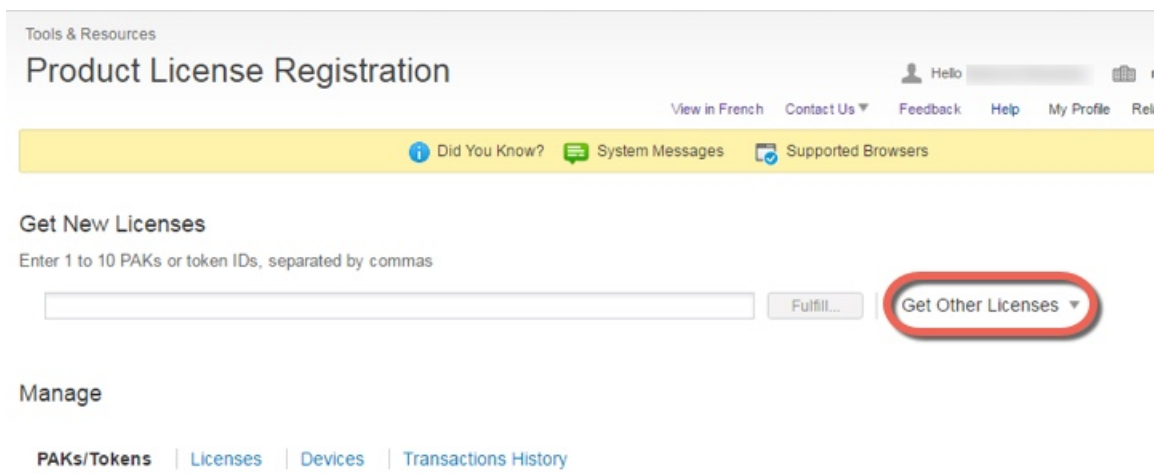 Tools & Resources
Product License Registration
Hello
View in French Contact Us Feedback Help My Profile
Did You Know? System Messages Supported Browsers
Get New Licenses
Enter 1 to 10 PAKs or token IDs, separated by commas
Fulfill... Get Other Licenses
Manage
PAKs/Tokens Licenses Devices Transactions History